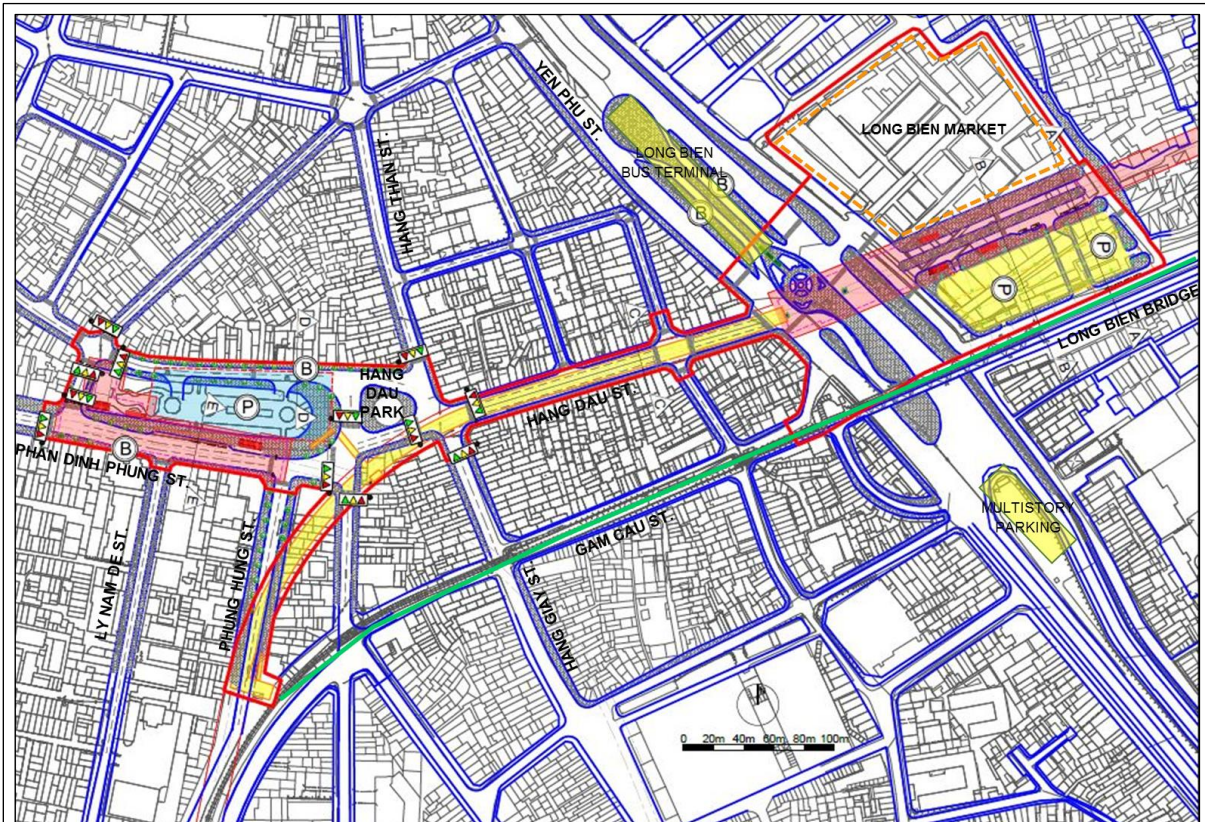 YEN PHU ST.
LONG BIEN MARKET
A
B
LONG BIEN
BUS TERMINAL
B
B
HANG THAN ST.
C
D
P
P
LONG BIEN BRIDGE
A
B
B
HANG
DAU
PARK
P
E
D
HANG DAU ST.
C
B
PHAN DINH PHUNG ST.
E
MULTISTORY
PARKING
GAM CAU ST.
LY NAM DE ST.
PHUNG HUNG ST.
HANG GIAY ST.
0 20m 40m 60m 80m 100m